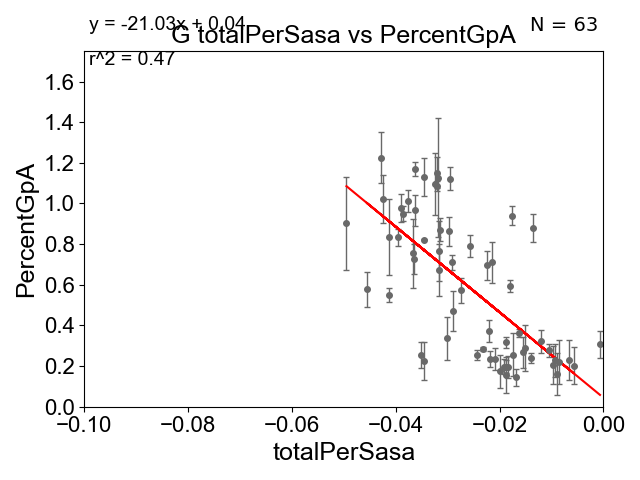 y = -21.03x + 0.04
N = 63
G totalPerSasa vs PercentGpA
r^2 = 0.47
1.6
1.4
1.2
1.0
0.8
0.6
0.4
0.2
0.0
PercentGpA
−0.10 −0.08 −0.06 −0.04 −0.02 0.00
totalPerSasa